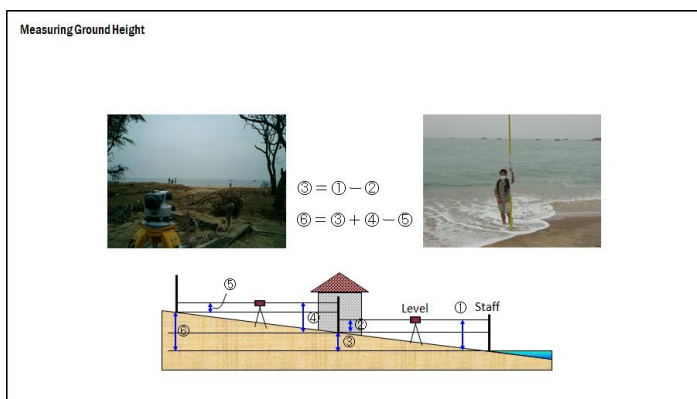 Measuring Ground Height
③＝①－②
⑥＝③＋④－⑤
⑤
④
②
Level
①
Staff
⑥
③